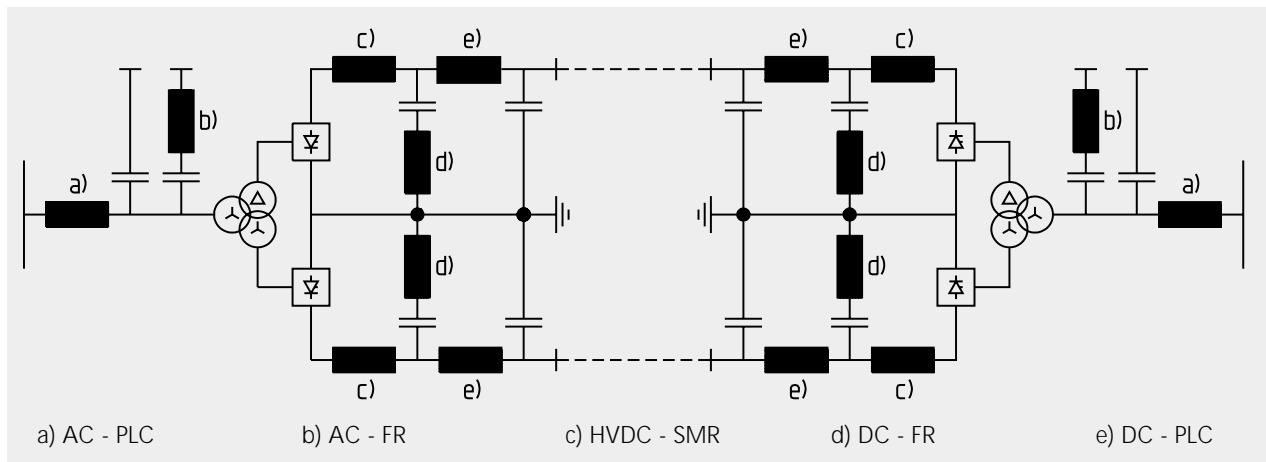 c) e) e) c)
b) b)
d) d)
a) a)
d) d)
c) e) e) c)
a) AC - PLC b) AC - FR c) HVDC - SMR d) DC - FR e) DC - PLC